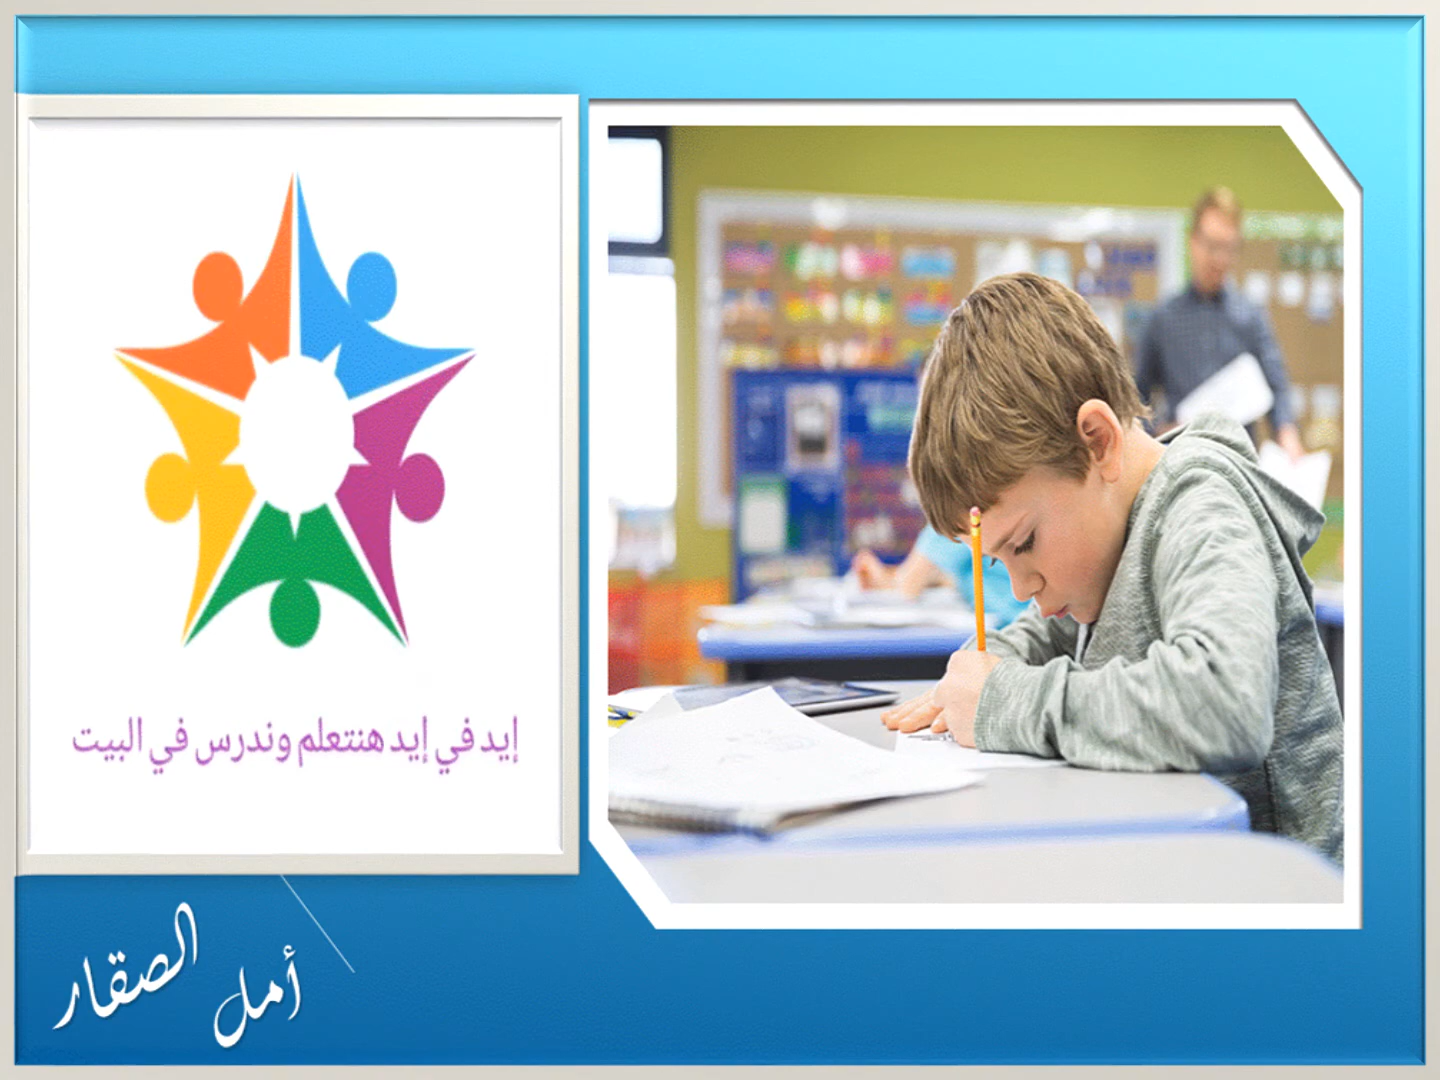 إيد في إيد هنتعلم وندرس في البيت
أمل الصقار